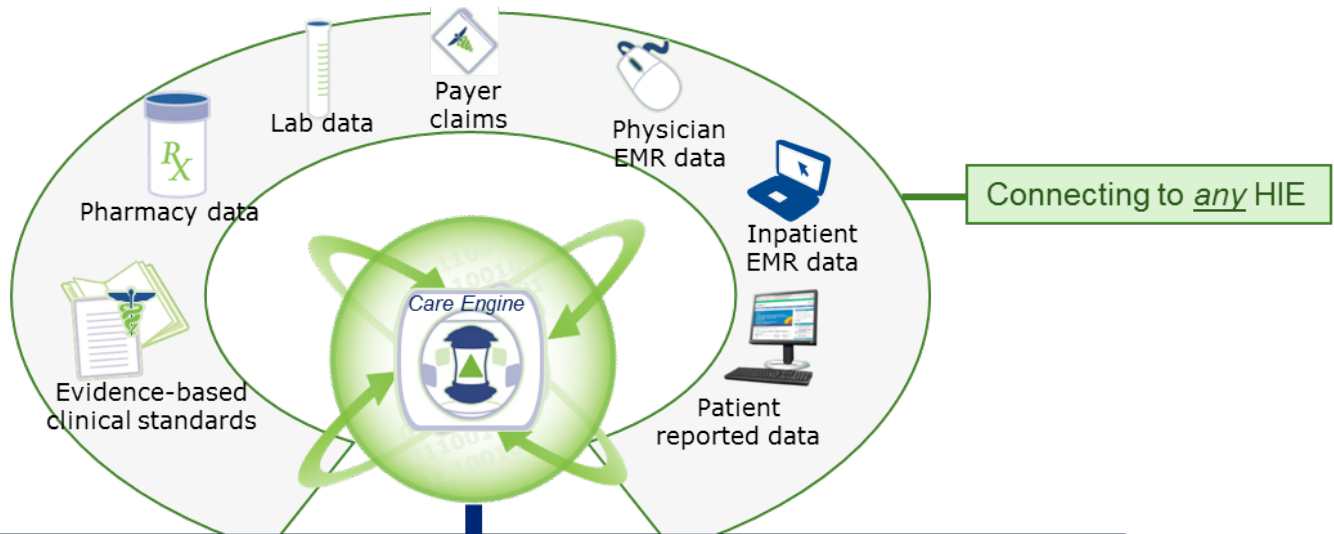 Payer
claims
Lab data
Physician
EMR data
Rx
Pharmacy data
Connecting to any HIE
Inpatient
EMR data
Care Engine
Evidence-based
clinical standards
Patient
reported data